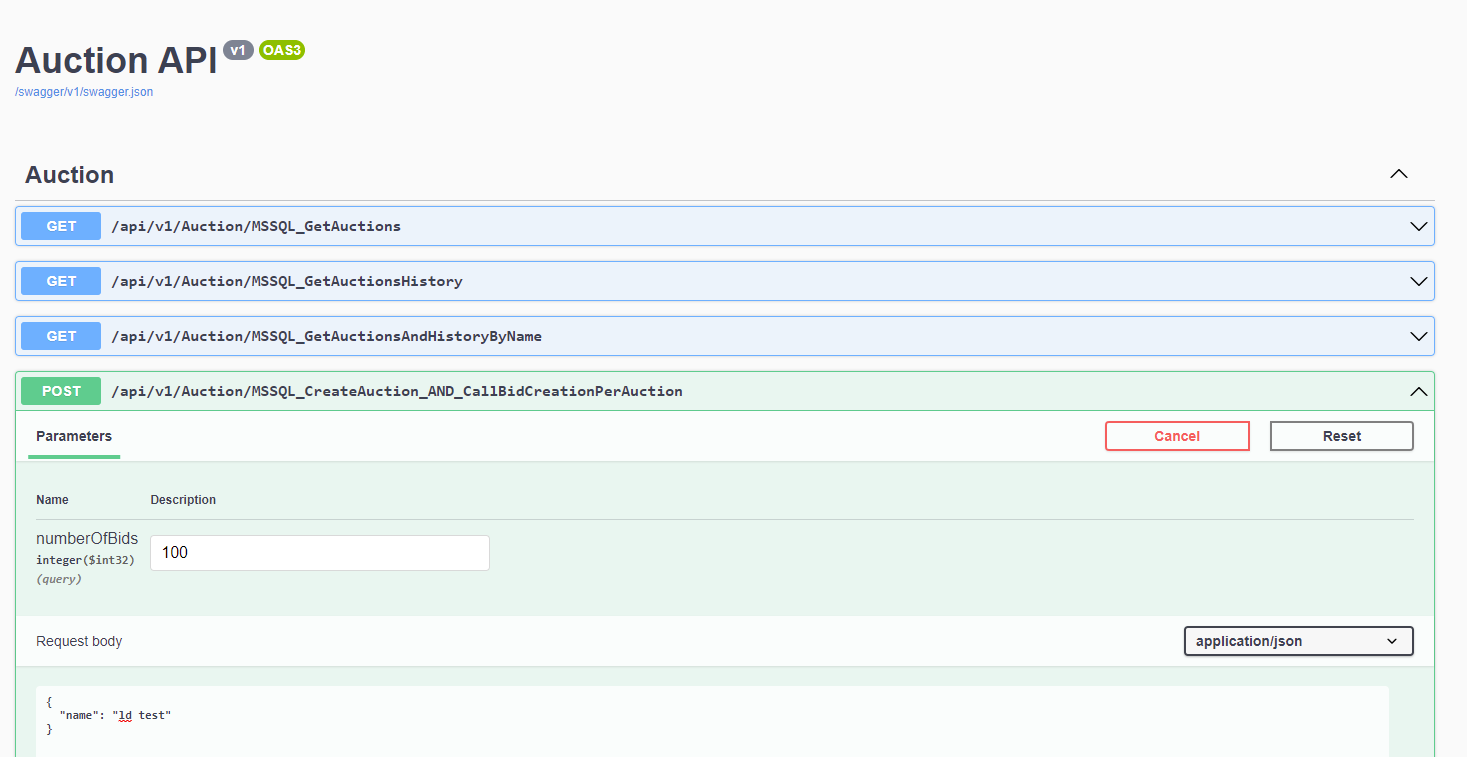 Auction API v1 OAS3
/swagger/v1/swagger.json
Auction
GET /api/v1/Auction/MSSQL_GetAuctions
GET /api/v1/Auction/MSSQL_GetAuctionsHistory
GET /api/v1/Auction/MSSQL_GetAuctionsAndHistoryByName
POST /api/v1/Auction/MSSQL_CreateAuction_AND_CallBidCreationPerAuction
Parameters Cancel Reset
Name Description
numberOfBids 100
integer($int32)
(query)
Request body application/json
{
"name": "ld test"
}